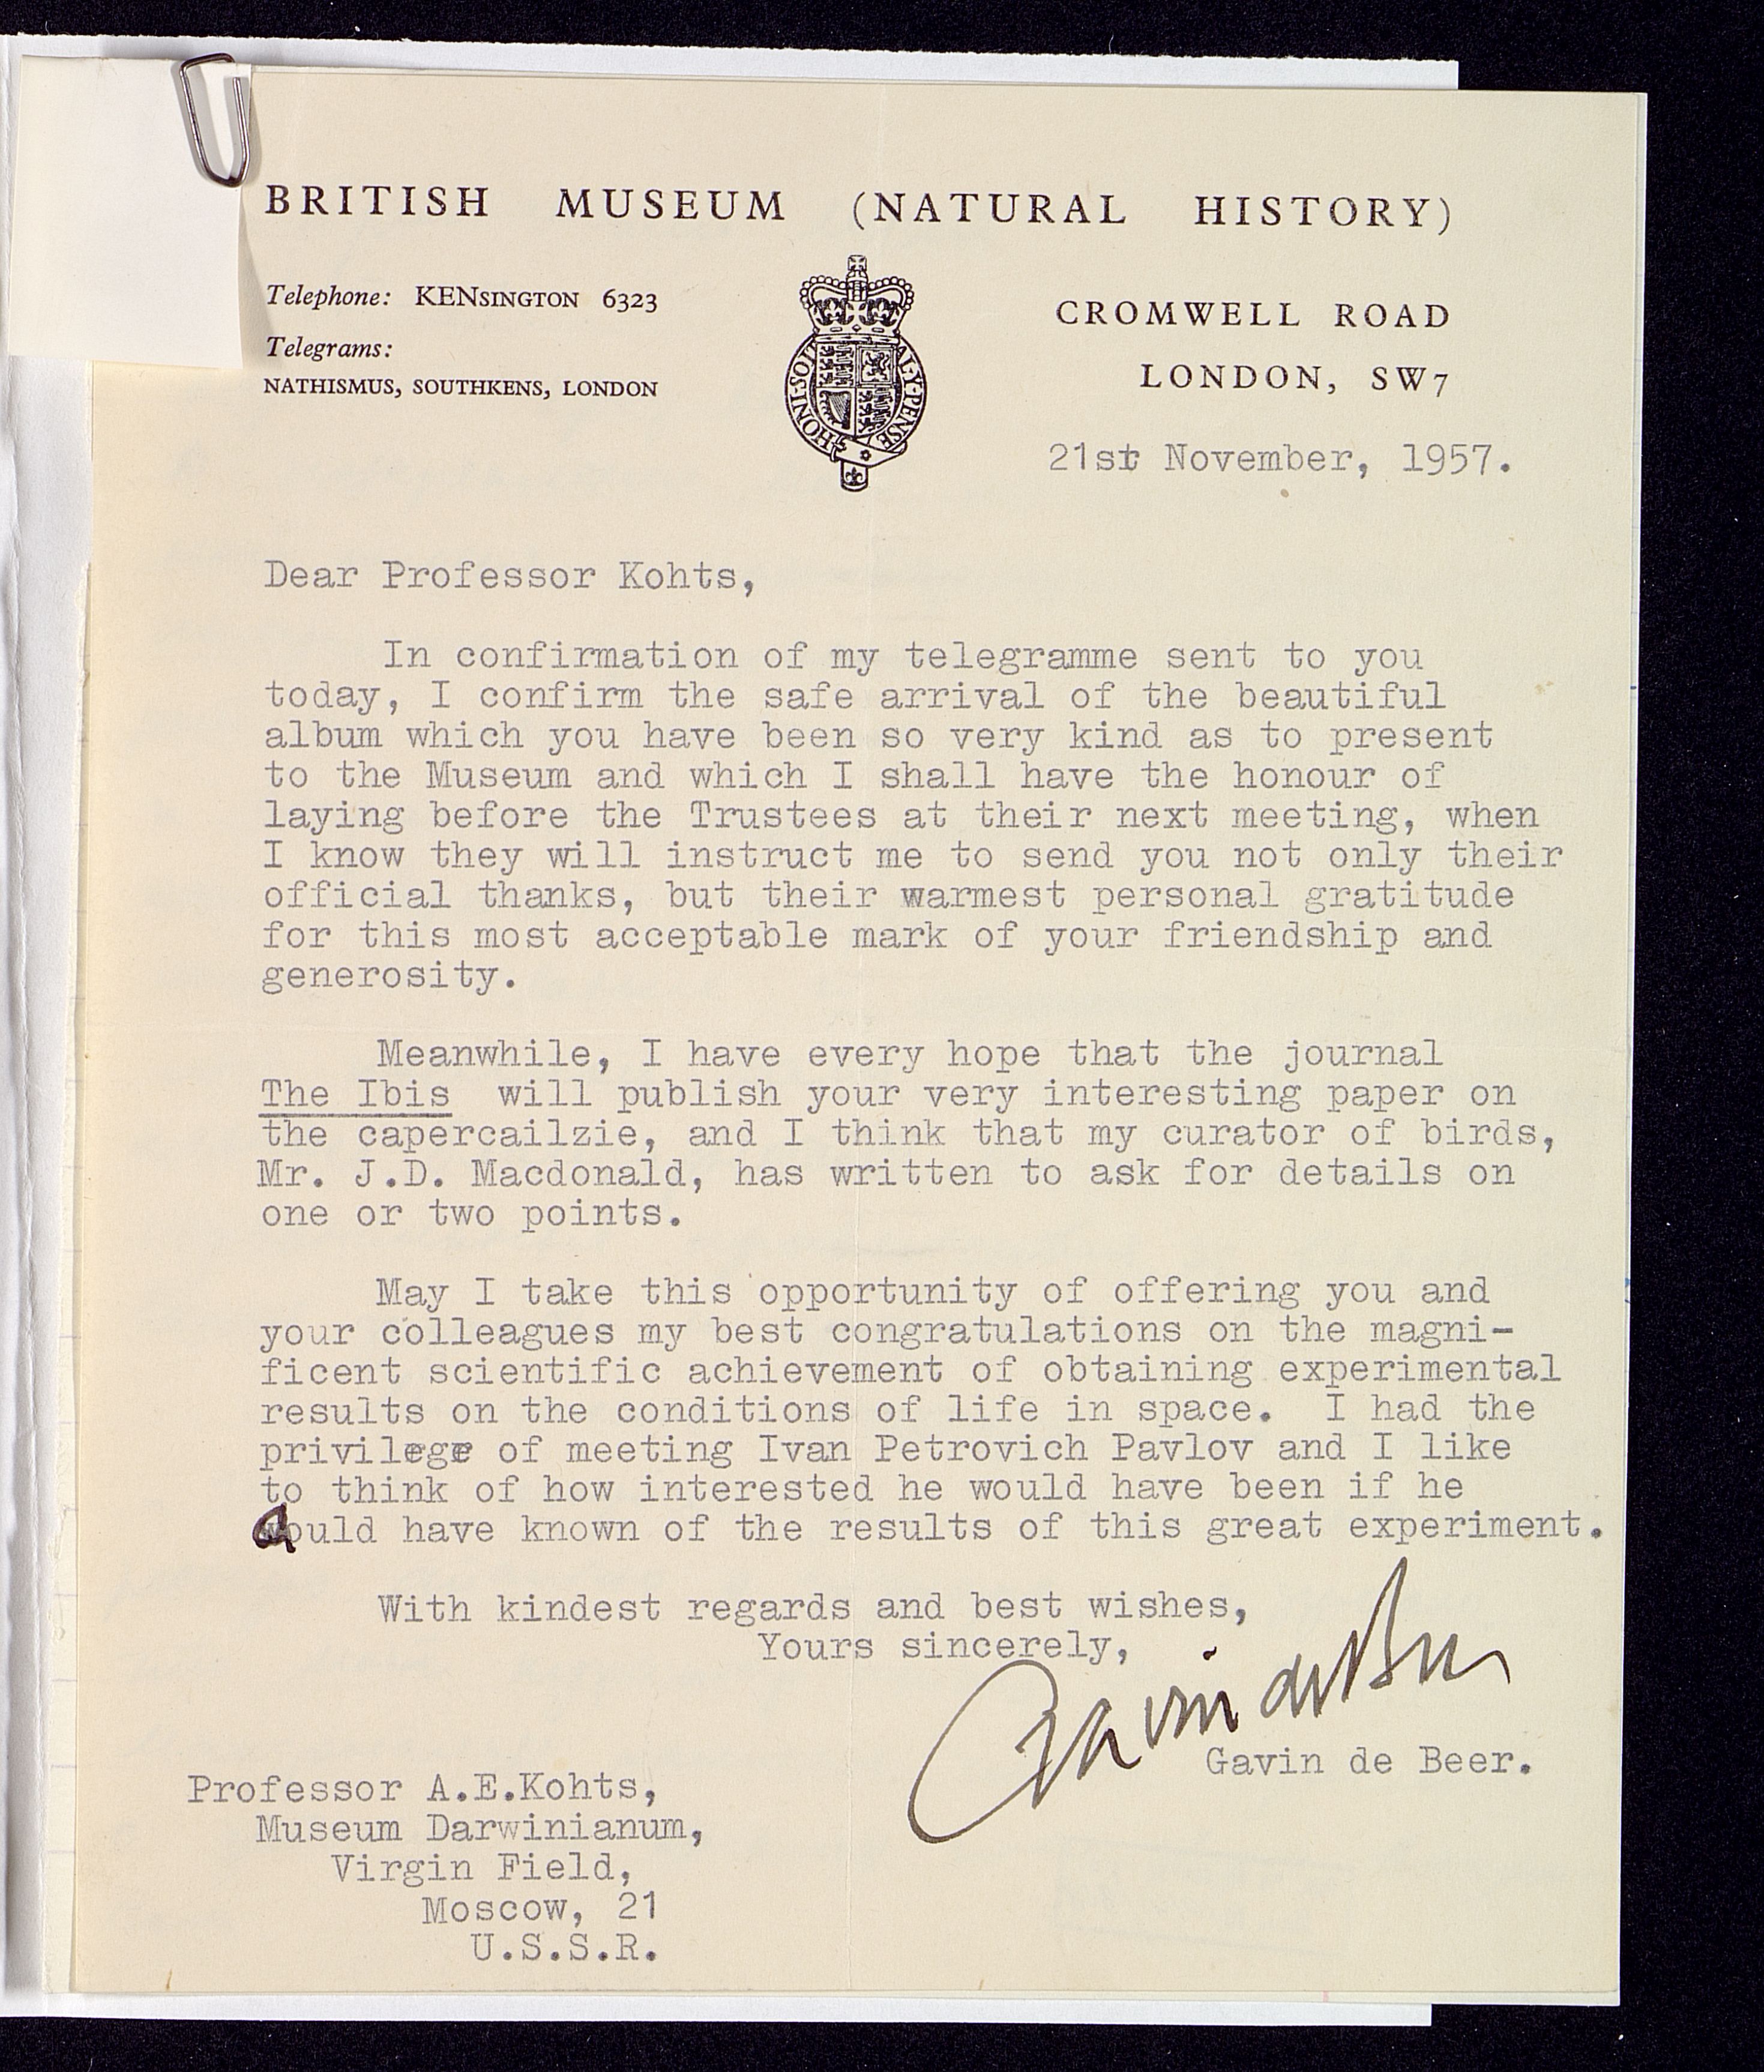 BRITISH MUSEUM (NATURAL HISTORY)
Telephone: KENSINGTON 6323
Telegrams:
NATHISMUS, SOUTHKENS, LONDON
HONI·SOIT AL·Y·PENSE
CROMWELL ROAD
LONDON, SW7
21st November, 1957.
Dear Professor Kohts,
In confirmation of my telegramme sent to you
today, I confirm the safe arrival of the beautiful
album which you have been so very kind as to present
to the Museum and which I shall have the honour of
laying before the Trustees at their next meeting, when
I know they will instruct me to send you not only their
official thanks, but their warmest personal gratitude
for this most acceptable mark of your friendship and
generosity.
Meanwhile, I have every hope that the journal
The Ibis will publish your very interesting paper on
the capercailzie, and I think that my curator of birds,
Mr. J.D. Macdonald, has written to ask for details on
one or two points.
May I take this opportunity of offering you and
your colleagues my best congratulations on the magni-
ficent scientific achievement of obtaining experimental
results on the conditions of life in space. I had the
privilege of meeting Ivan Petrovich Pavlov and I like
to think of how interested he would have been if he
could have known of the results of this great experiment.
With kindest regards and best wishes,
Yours sincerely,
Gavin de Beer
Gavin de Beer.
Professor A.E.Kohts,
Museum Darwinianum,
Virgin Field,
Moscow, 21
U.S.S.R.